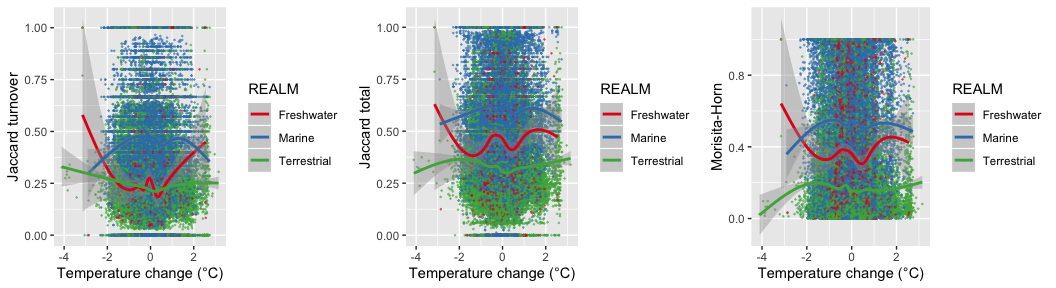 Jaccard turnover
1.00
0.75
0.50
0.25
0.00
-4 -2 0 2
Temperature change (°C)
REALM
Freshwater
Marine
Terrestrial
Jaccard total
1.00
0.75
0.50
0.25
0.00
-4 -2 0 2
Temperature change (°C)
REALM
Freshwater
Marine
Terrestrial
Morisita-Horn
0.8
0.4
0.0
-4 -2 0 2
Temperature change (°C)
REALM
Freshwater
Marine
Terrestrial